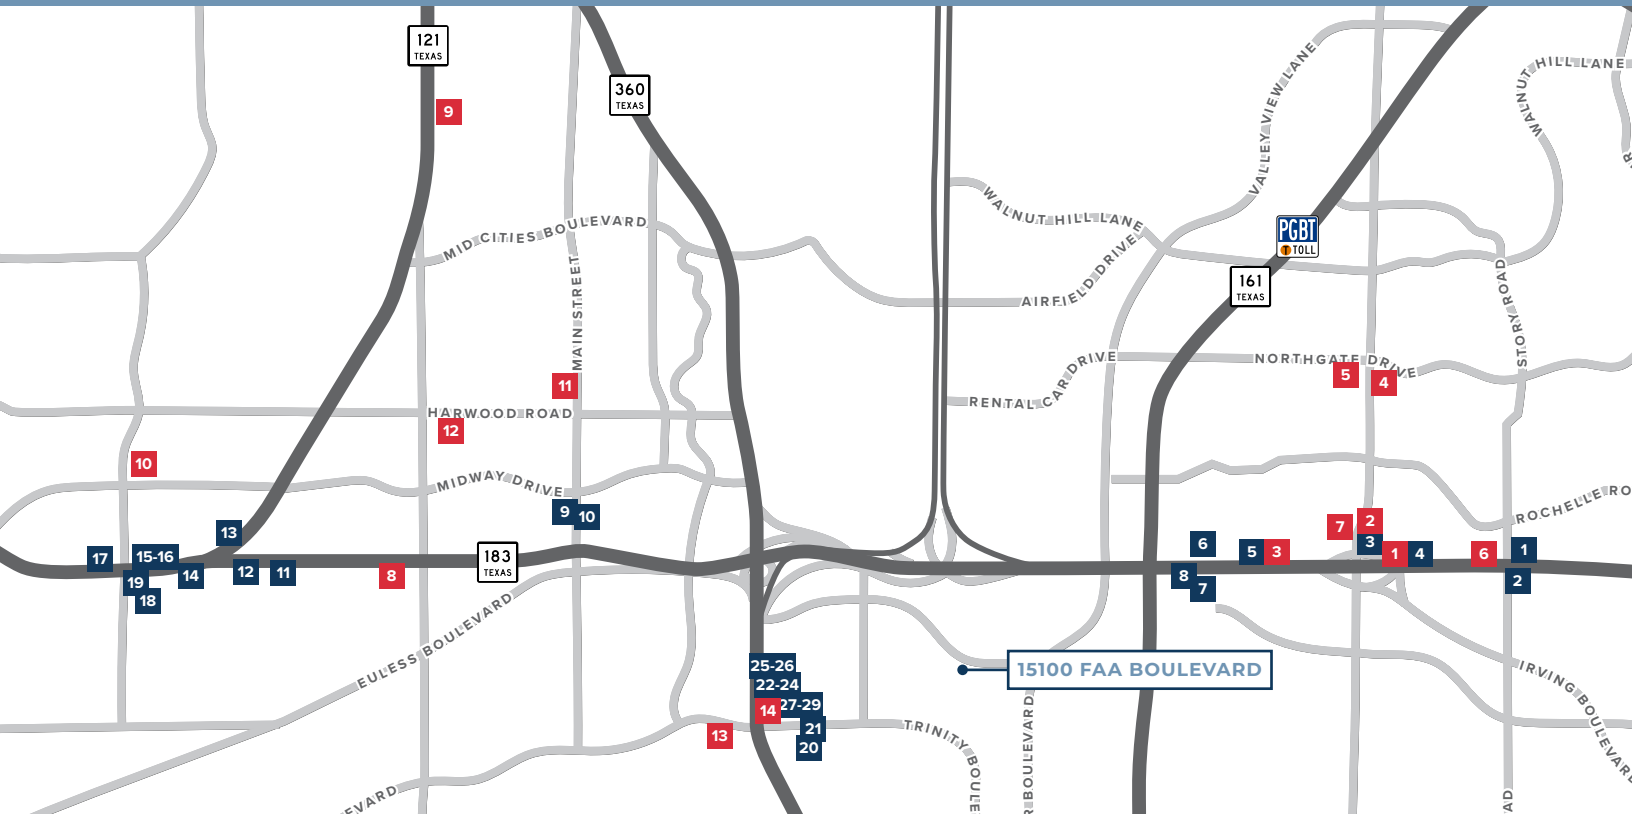 121
TEXAS
9
360
TEXAS
VALLEY VIEW LANE
WALNUT HILL LANE
WALNUT HILL LANE
MID CITIES BOULEVARD
AIRFIELD DRIVE
PGBT
T TOLL
161
TEXAS
STORY ROAD
MAIN STREET
RENTAL CAR DRIVE
NORTHGATE DRIVE
5
4
11
HARWOOD ROAD
12
10
MIDWAY DRIVE
9
10
ROCHELLE RO
13
17
15-16
19
14
18
12
11
8
183
TEXAS
6
5
3
8
7
7
2
3
1
4
6
1
2
EULESS BOULEVARD
25-26
22-24
27-29
14
21
20
13
15100 FAA BOULEVARD
TRINITY BOULE
R BOULEVARD
IRVING BOULEVARD
EVARD
AD